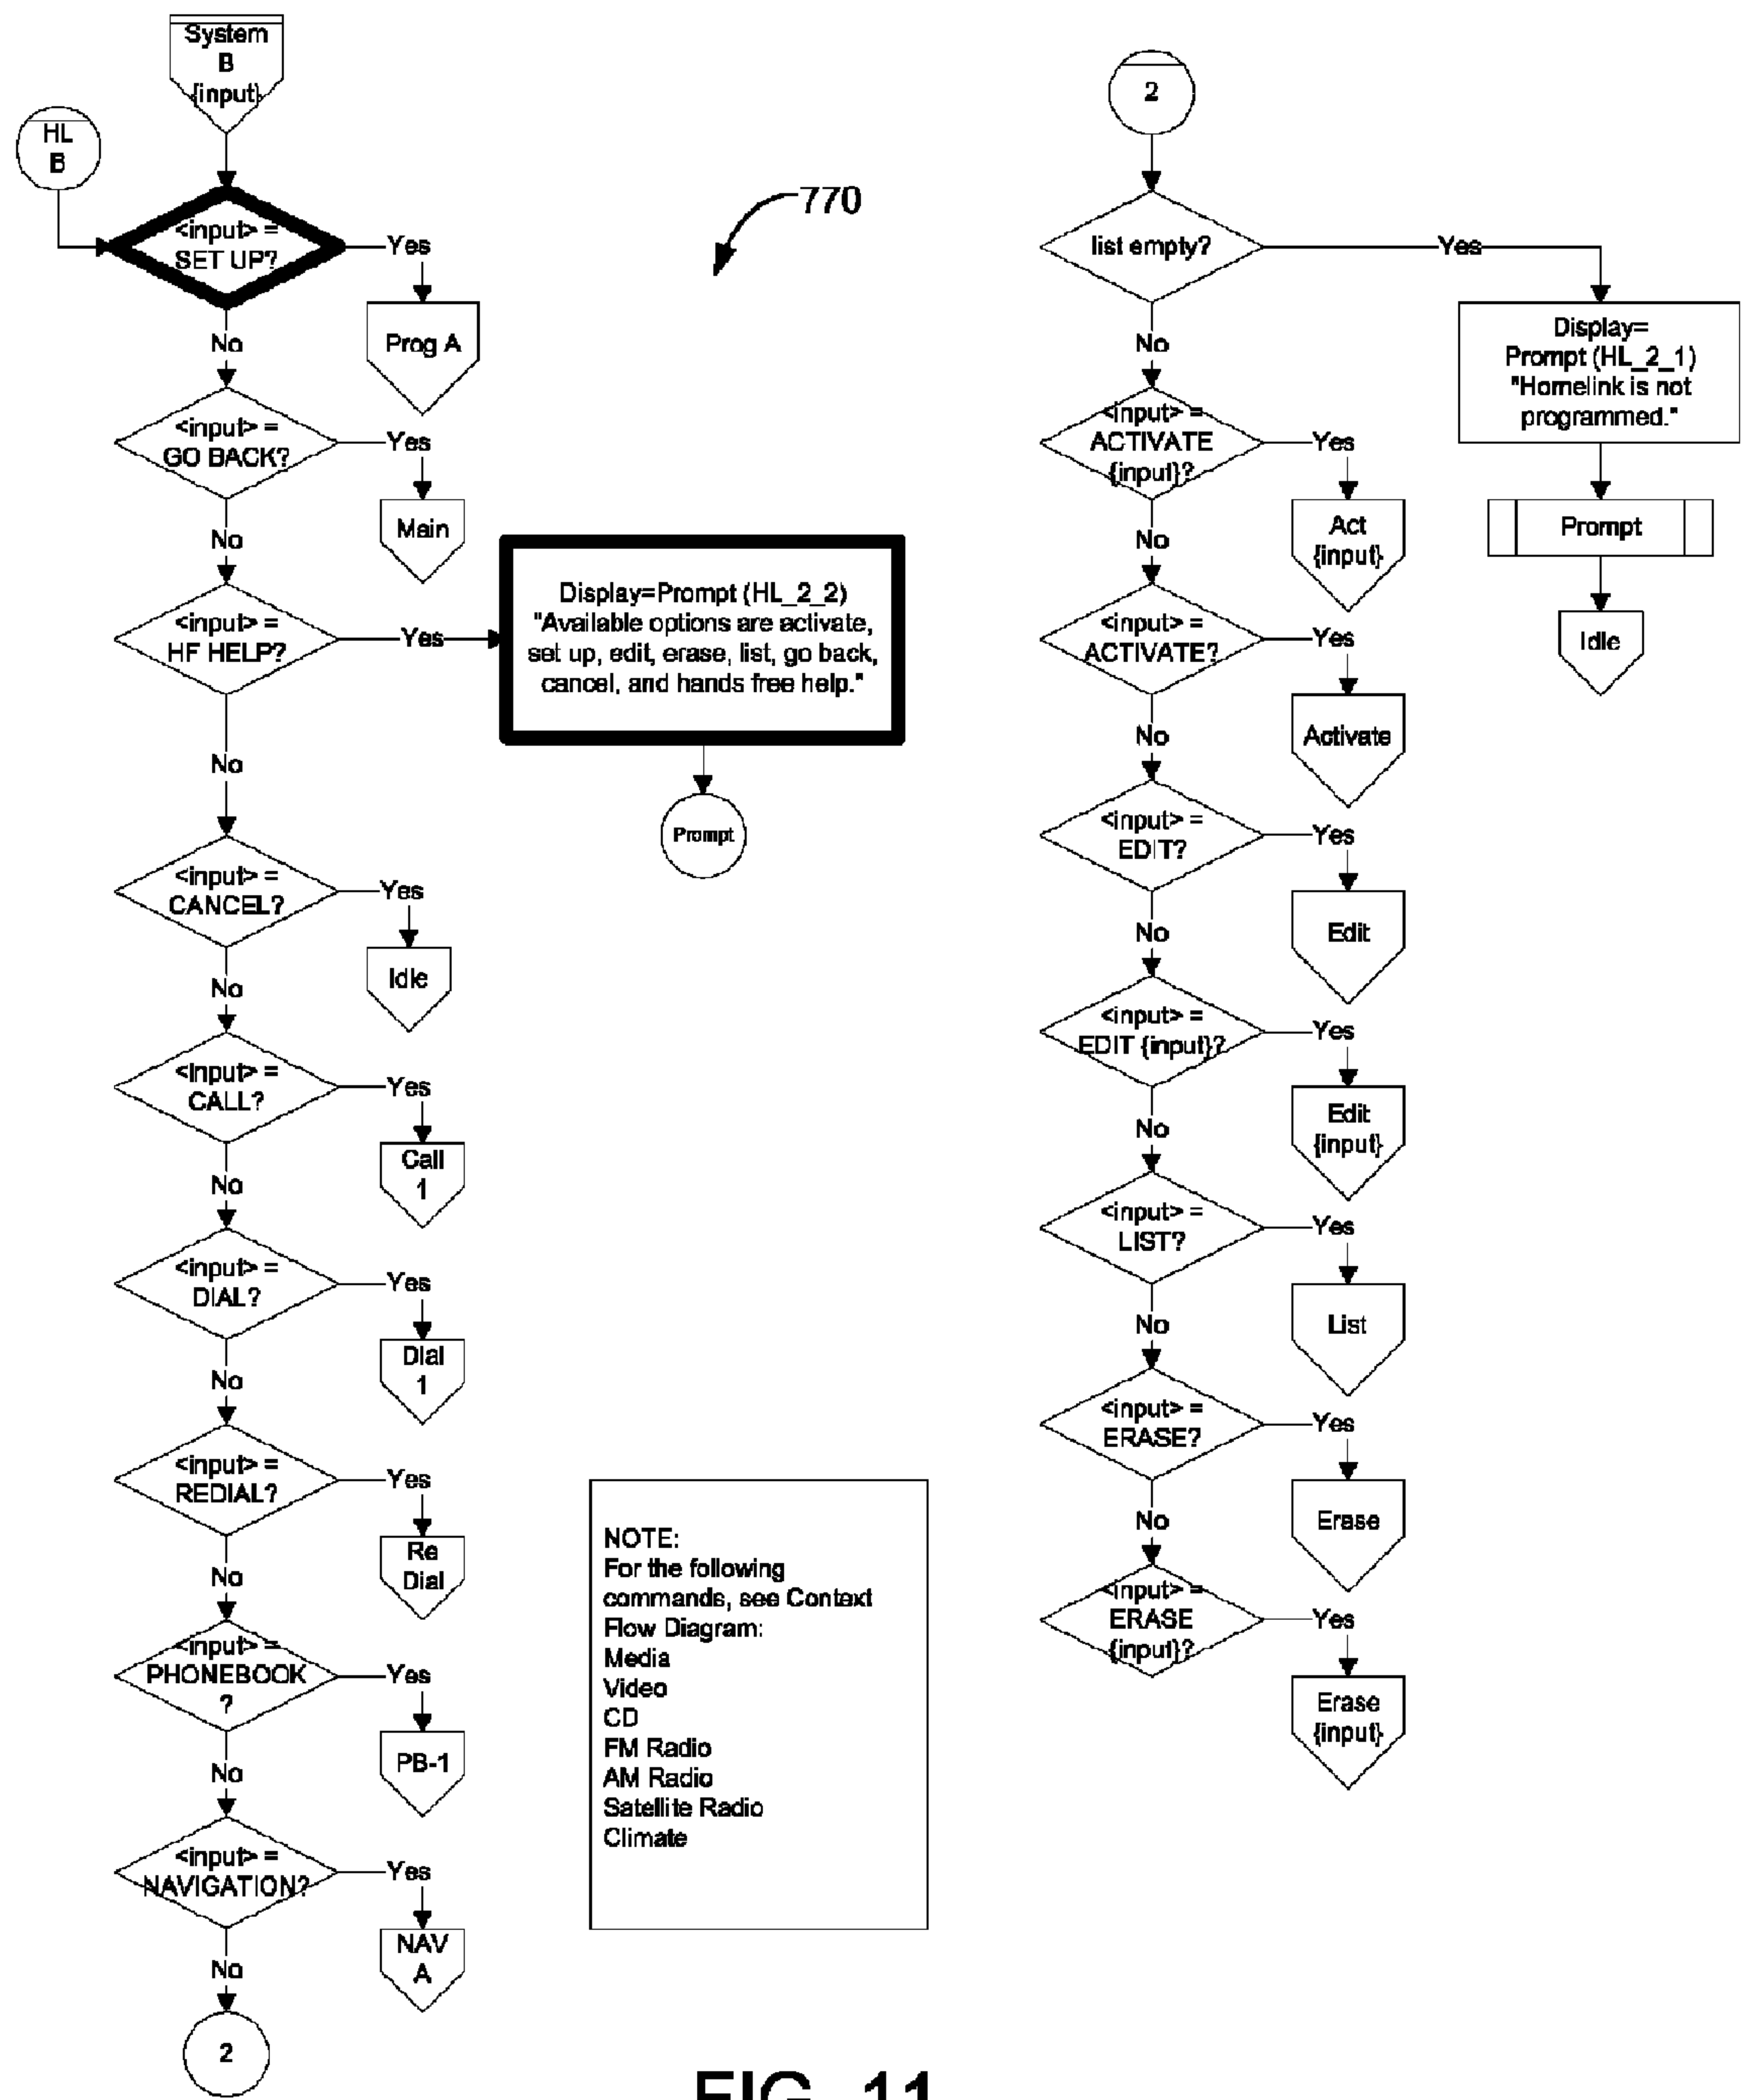 System
B
{input}
HL
B
<input> =
SET UP?
Yes
Prog A
No
<input> =
GO BACK?
Yes
Main
No
<input> =
HF HELP?
Yes
Display=Prompt (HL_2_2)
"Available options are activate,
set up, edit, erase, list, go back,
cancel, and hands free help."
Prompt
No
<input> =
CANCEL?
Yes
Idle
No
<input> =
CALL?
Yes
Call
1
No
<input> =
DIAL?
Yes
Dial
1
No
<input> =
REDIAL?
Yes
Re
Dial
No
<input> =
PHONEBOOK
?
Yes
PB-1
No
<input> =
NAVIGATION?
Yes
NAV
A
No
2
770
NOTE:
For the following
commands, see Context
Flow Diagram:
Media
Video
CD
FM Radio
AM Radio
Satellite Radio
Climate
2
list empty?
Yes
Display=
Prompt (HL_2_1)
"Homelink is not
programmed."
Prompt
Idle
No
<input> =
ACTIVATE
{input}?
Yes
Act
{input}
No
<input> =
ACTIVATE?
Yes
Activate
No
<input> =
EDIT?
Yes
Edit
No
<input> =
EDIT {input}?
Yes
Edit
{input}
No
<input> =
LIST?
Yes
List
No
<input> =
ERASE?
Yes
Erase
No
<input> =
ERASE
{input}?
Yes
Erase
{input}
FIG. 11